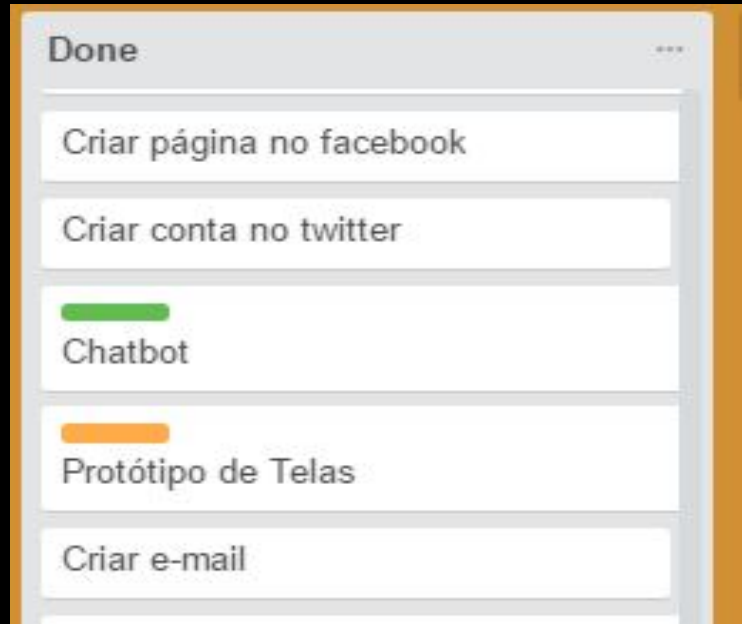 Done
Criar página no facebook
Criar conta no twitter
Chatbot
Protótipo de Telas
Criar e-mail